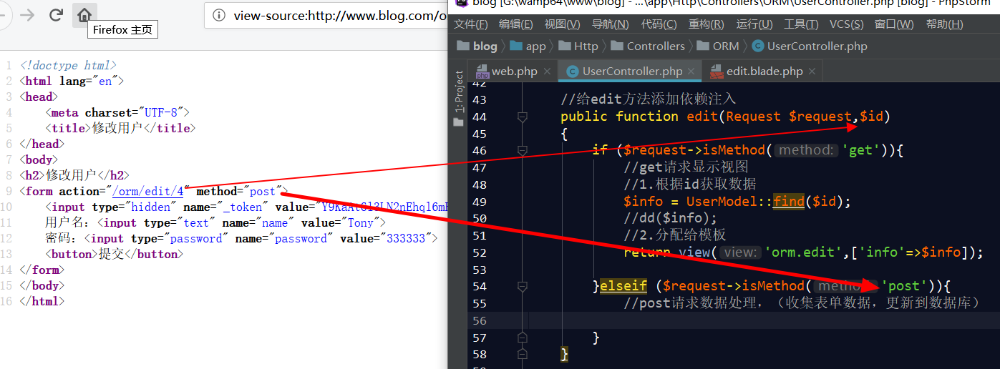 view-source:http://www.blog.com/o
Firefox 主页
1 <!doctype html>
2 <html lang="en">
3 <head>
4 <meta charset="UTF-8">
5 <title>修改用户</title>
6 </head>
7 <body>
8 <h2>修改用户</h2>
9 <form action="/orm/edit/4" method="post">
10 <input type="hidden" name="_token" value="
11 用户名：<input type="text" name="name" value="Tony">
12 密码：<input type="password" name="password" value="333333">
13 <button>提交</button>
14 </form>
15 </body>
16 </html>
blog [G:\wamp64\www\blog] - ...\app\Http\Controllers\ORM\UserController.php [blog] - PhpStorm
文件(F) 编辑(E) 视图(V) 导航(N) 代码(C) 重构(R) 运行(U) 工具(T) VCS(S) 窗口(W) 帮助(H)
blog app Http Controllers ORM UserController.php
web.php UserController.php edit.blade.php
1: Project
42
43 //给edit方法添加依赖注入
44 public function edit(Request $request,$id)
45 {
46 if ($request->isMethod( method: 'get')){
47 //get请求显示视图
48 //1.根据id获取数据
49 $info = UserModel::find($id);
50 //dd($info);
51 //2.分配给模板
52 return view( view: 'orm.edit',['info'=>$info]);
53
54 }elseif ($request->isMethod( method: 'post')){
55 //post请求数据处理，（收集表单数据，更新到数据库）
56
57 }
58 }